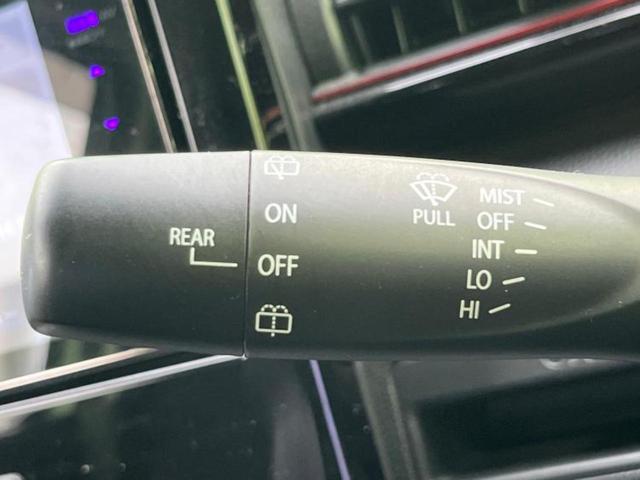 REAR
ON
OFF
PULL
MIST
OFF
INT
LO
HI